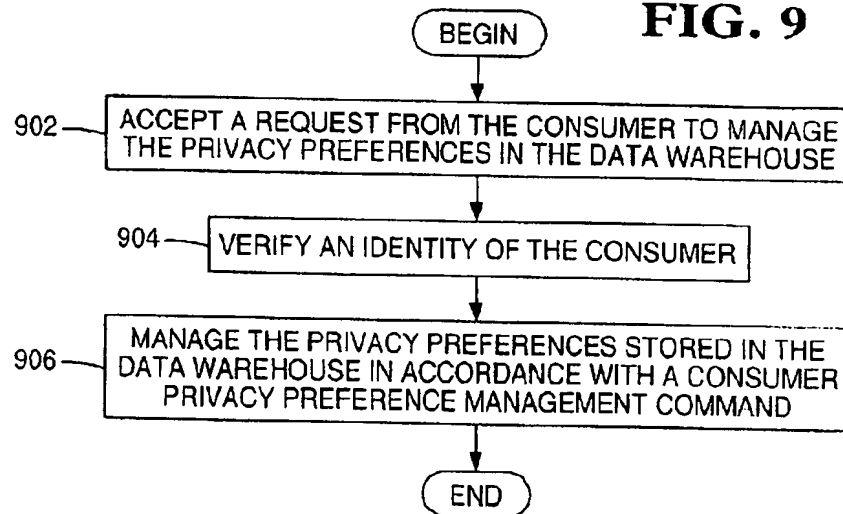 FIG. 9
BEGIN
902
ACCEPT A REQUEST FROM THE CONSUMER TO MANAGE
THE PRIVACY PREFERENCES IN THE DATA WAREHOUSE
904
VERIFY AN IDENTITY OF THE CONSUMER
906
MANAGE THE PRIVACY PREFERENCES STORED IN THE
DATA WAREHOUSE IN ACCORDANCE WITH A CONSUMER
PRIVACY PREFERENCE MANAGEMENT COMMAND
END